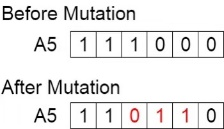 Before Mutation
A5 1 1 1 0 0 0
After Mutation
A5 1 1 0 1 1 0